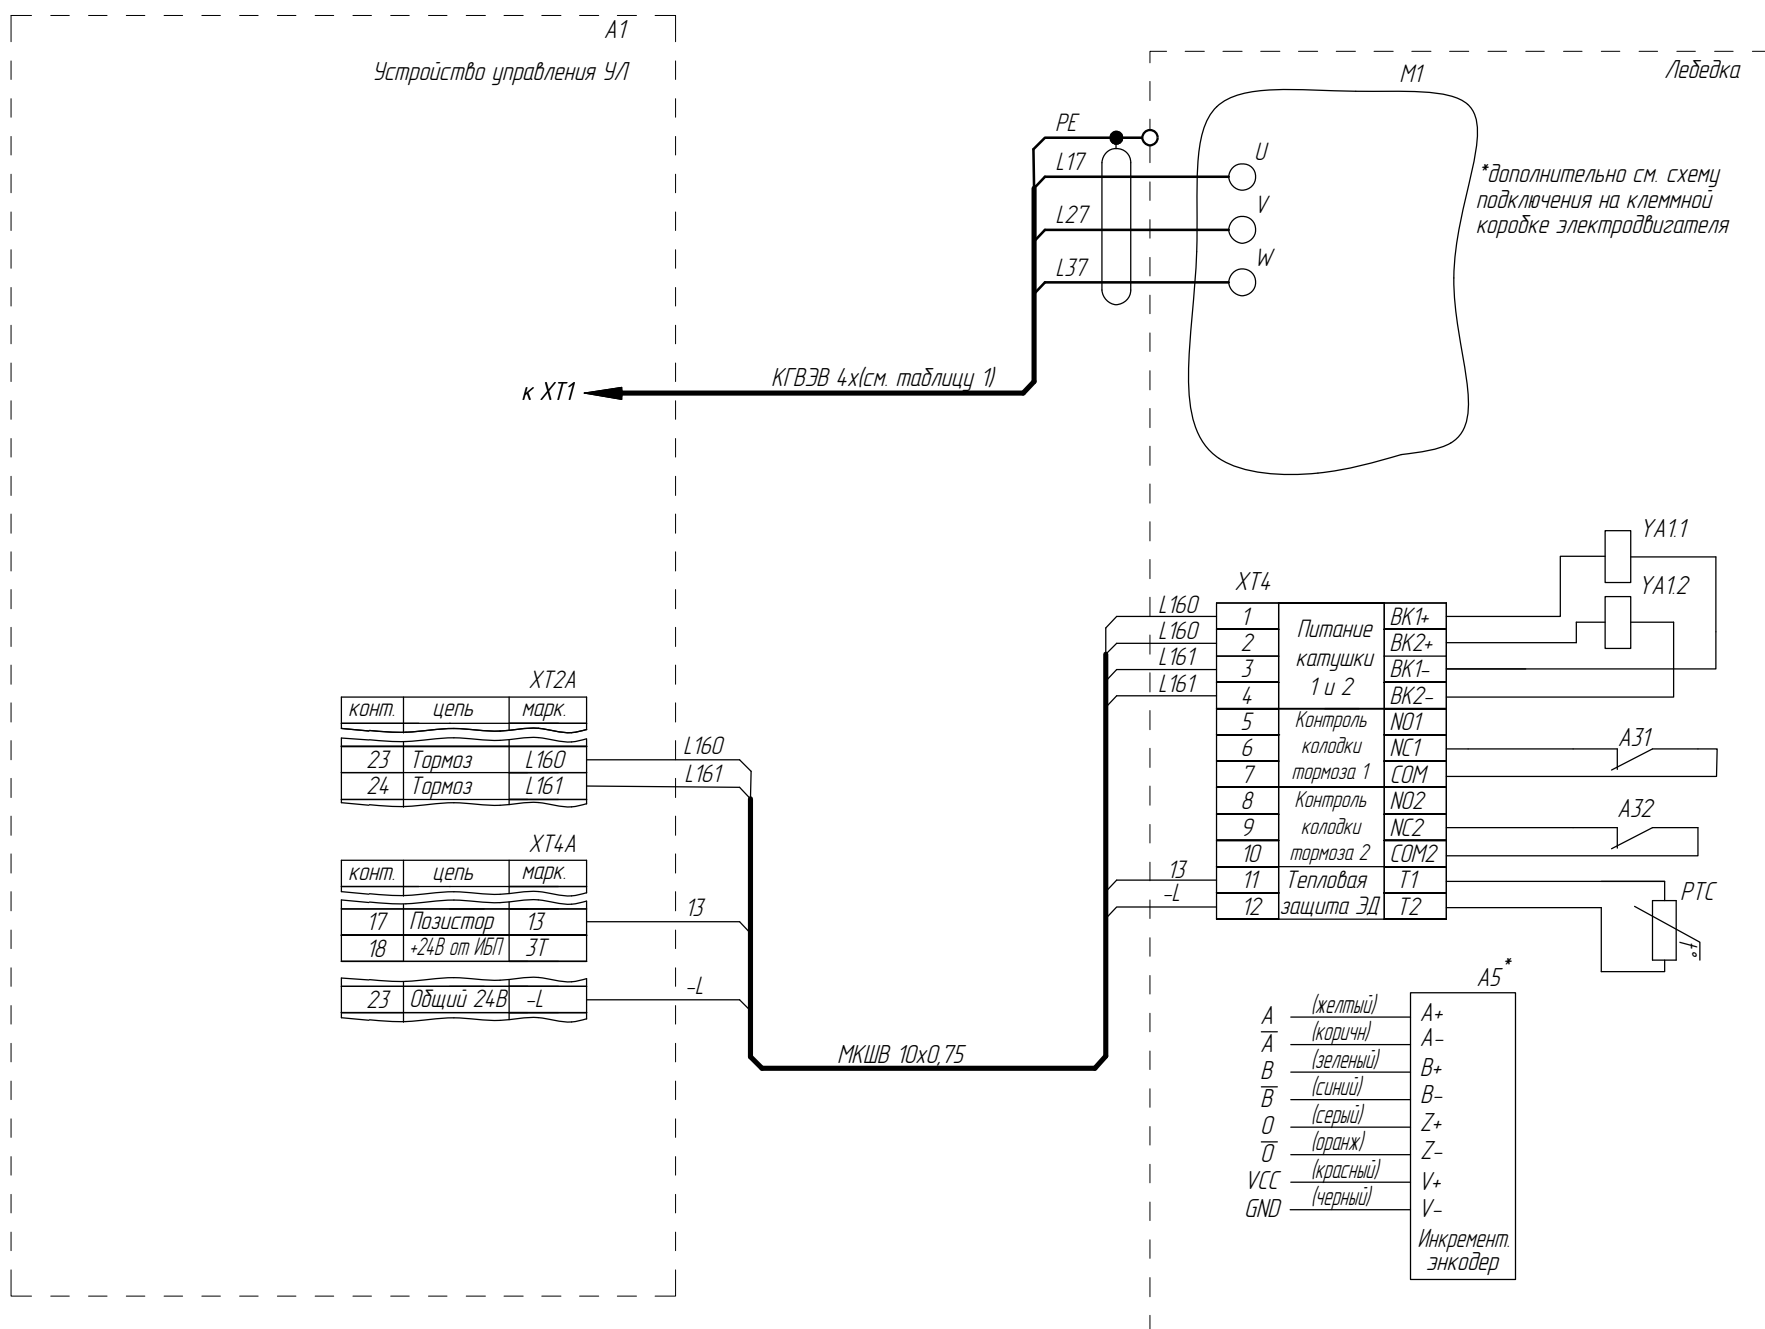 А1
Устройство управления УЛ
М1
Лебедка
PE
L17
U
L27
V
L37
W
*дополнительно см. схему
подключения на клеммной
коробке электродвигателя
КГВЭВ 4х(см. таблицу 1)
к ХТ1
XT2A
конт. цепь марк.
23 Тормоз L160
24 Тормоз L161
L160
L161
XT4A
конт. цепь марк.
17 Позистор 13
18 +24В от ИБП 3Т
23 Общий 24В -L
13
-L
МКШВ 10х0,75
XT4
L160
L160
L161
L161
13
-L
1 BK1+
2 BK2+
3 BK1-
4 BK2-
Питание
катушки
1 и 2
5 Контроль NO1
6 колодки NC1
7 тормоза 1 COM
8 Контроль NO2
9 колодки NC2
10 тормоза 2 COM2
11 Тепловая T1
12 защита ЭД T2
YA1.1
YA1.2
А31
А32
PTC
t°
A5*
A (желтый) A+
A̅ (коричн) A-
B (зеленый) B+
B̅ (синий) B-
0 (серый) Z+
0̅ (оранж) Z-
VCC (красный) V+
GND (черный) V-
Инкремент.
энкодер